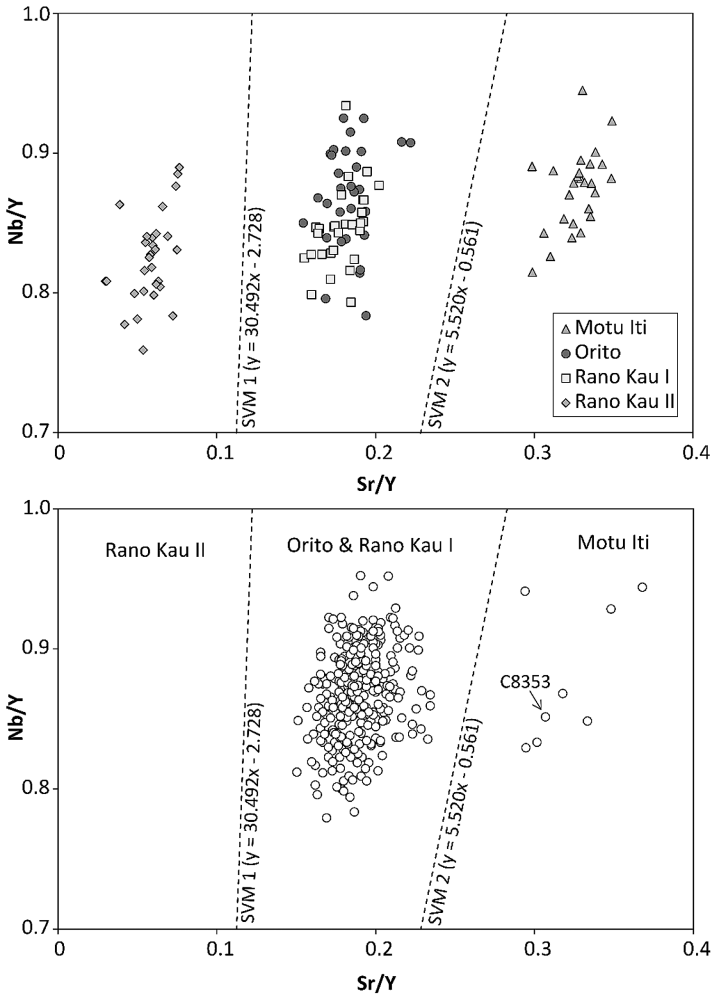 1.0
0.9
0.8
0.7
Nb/Y
SVM 1 (y = 30.492x - 2.728)
SVM 2 (y = 5.520x - 0.561)
Motu Iti
Orito
Rano Kau I
Rano Kau II
0 0.1 0.2 0.3 0.4
Sr/Y
1.0
0.9
0.8
0.7
Nb/Y
Rano Kau II Orito & Rano Kau I Motu Iti
C8353
SVM 1 (y = 30.492x - 2.728)
SVM 2 (y = 5.520x - 0.561)
0 0.1 0.2 0.3 0.4
Sr/Y